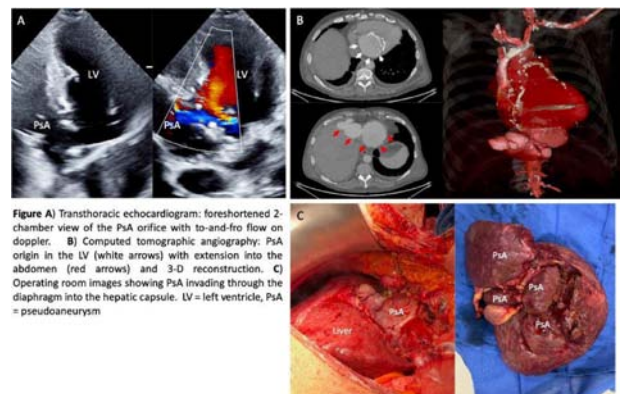 A
LV
LV
PsA
PsA
B
Figure A) Transthoracic echocardiogram: foreshortened 2-
chamber view of the PsA orifice with to-and-fro flow on
doppler. B) Computed tomographic angiography: PsA
origin in the LV (white arrows) with extension into the
abdomen (red arrows) and 3-D reconstruction. C)
Operating room images showing PsA invading through the
diaphragm into the hepatic capsule. LV = left ventricle, PsA
= pseudoaneurysm
C
Liver
PsA
PsA
PsA
PsA
PsA